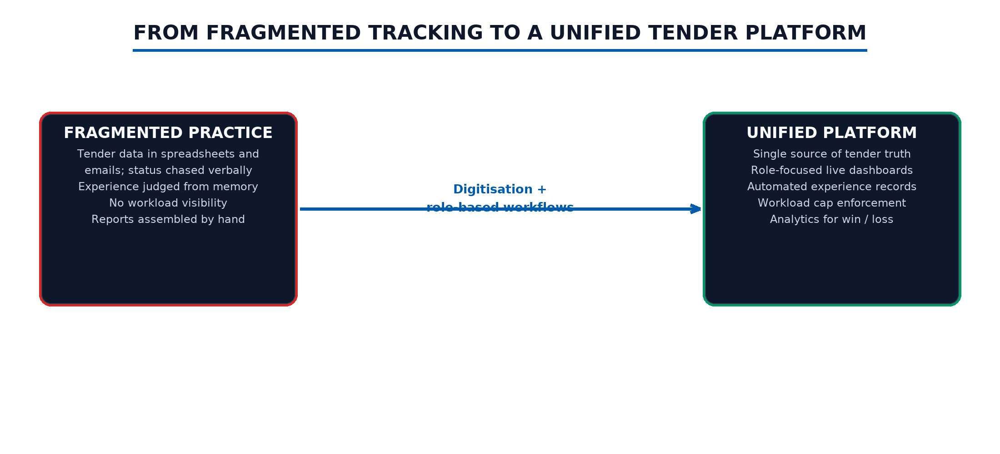 FROM FRAGMENTED TRACKING TO A UNIFIED TENDER PLATFORM
FRAGMENTED PRACTICE
Tender data in spreadsheets and
emails; status chased verbally
Experience judged from memory
No workload visibility
Reports assembled by hand
Digitisation +
role-based workflows
UNIFIED PLATFORM
Single source of tender truth
Role-focused live dashboards
Automated experience records
Workload cap enforcement
Analytics for win / loss